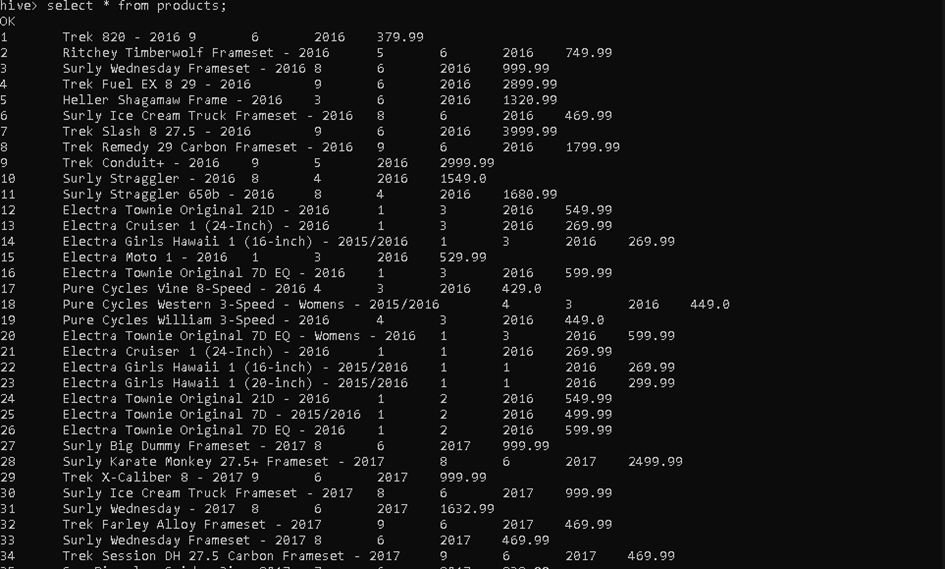 hive> select * from products;
OK
1 Trek 820 - 2016 9 6 2016 379.99
2 Ritchey Timberwolf Frameset - 2016 5 6 2016 749.99
3 Surly Wednesday Frameset - 2016 8 6 2016 999.99
4 Trek Fuel EX 8 29 - 2016 9 6 2016 2899.99
5 Heller Shagamaw Frame - 2016 3 6 2016 1320.99
6 Surly Ice Cream Truck Frameset - 2016 8 6 2016 469.99
7 Trek Slash 8 27.5 - 2016 9 6 2016 3999.99
8 Trek Remedy 29 Carbon Frameset - 2016 9 6 2016 1799.99
9 Trek Conduit+ - 2016 9 5 2016 2999.99
10 Surly Straggler - 2016 8 4 2016 1549.0
11 Surly Straggler 650b - 2016 8 4 2016 1680.99
12 Electra Townie Original 21D - 2016 1 3 2016 549.99
13 Electra Cruiser 1 (24-Inch) - 2016 1 3 2016 269.99
14 Electra Girls Hawaii 1 (16-inch) - 2015/2016 1 3 2016 269.99
15 Electra Moto 1 - 2016 1 3 2016 529.99
16 Electra Townie Original 7D EQ - 2016 1 3 2016 599.99
17 Pure Cycles Vine 8-Speed - 2016 4 3 2016 429.0
18 Pure Cycles Western 3-Speed - Womens - 2015/2016 4 3 2016 449.0
19 Pure Cycles William 3-Speed - 2016 4 3 2016 449.0
20 Electra Townie Original 7D EQ - Womens - 2016 1 3 2016 599.99
21 Electra Cruiser 1 (24-Inch) - 2016 1 1 2016 269.99
22 Electra Girls Hawaii 1 (16-inch) - 2015/2016 1 1 2016 269.99
23 Electra Girls Hawaii 1 (20-inch) - 2015/2016 1 1 2016 299.99
24 Electra Townie Original 21D - 2016 1 2 2016 549.99
25 Electra Townie Original 7D - 2015/2016 1 2 2016 499.99
26 Electra Townie Original 7D EQ - 2016 1 2 2016 599.99
27 Surly Big Dummy Frameset - 2017 8 6 2017 999.99
28 Surly Karate Monkey 27.5+ Frameset - 2017 8 6 2017 2499.99
29 Trek X-Caliber 8 - 2017 9 6 2017 999.99
30 Surly Ice Cream Truck Frameset - 2017 8 6 2017 999.99
31 Surly Wednesday - 2017 8 6 2017 1632.99
32 Trek Farley Alloy Frameset - 2017 9 6 2017 469.99
33 Surly Wednesday Frameset - 2017 8 6 2017 469.99
34 Trek Session DH 27.5 Carbon Frameset - 2017 9 6 2017 469.99